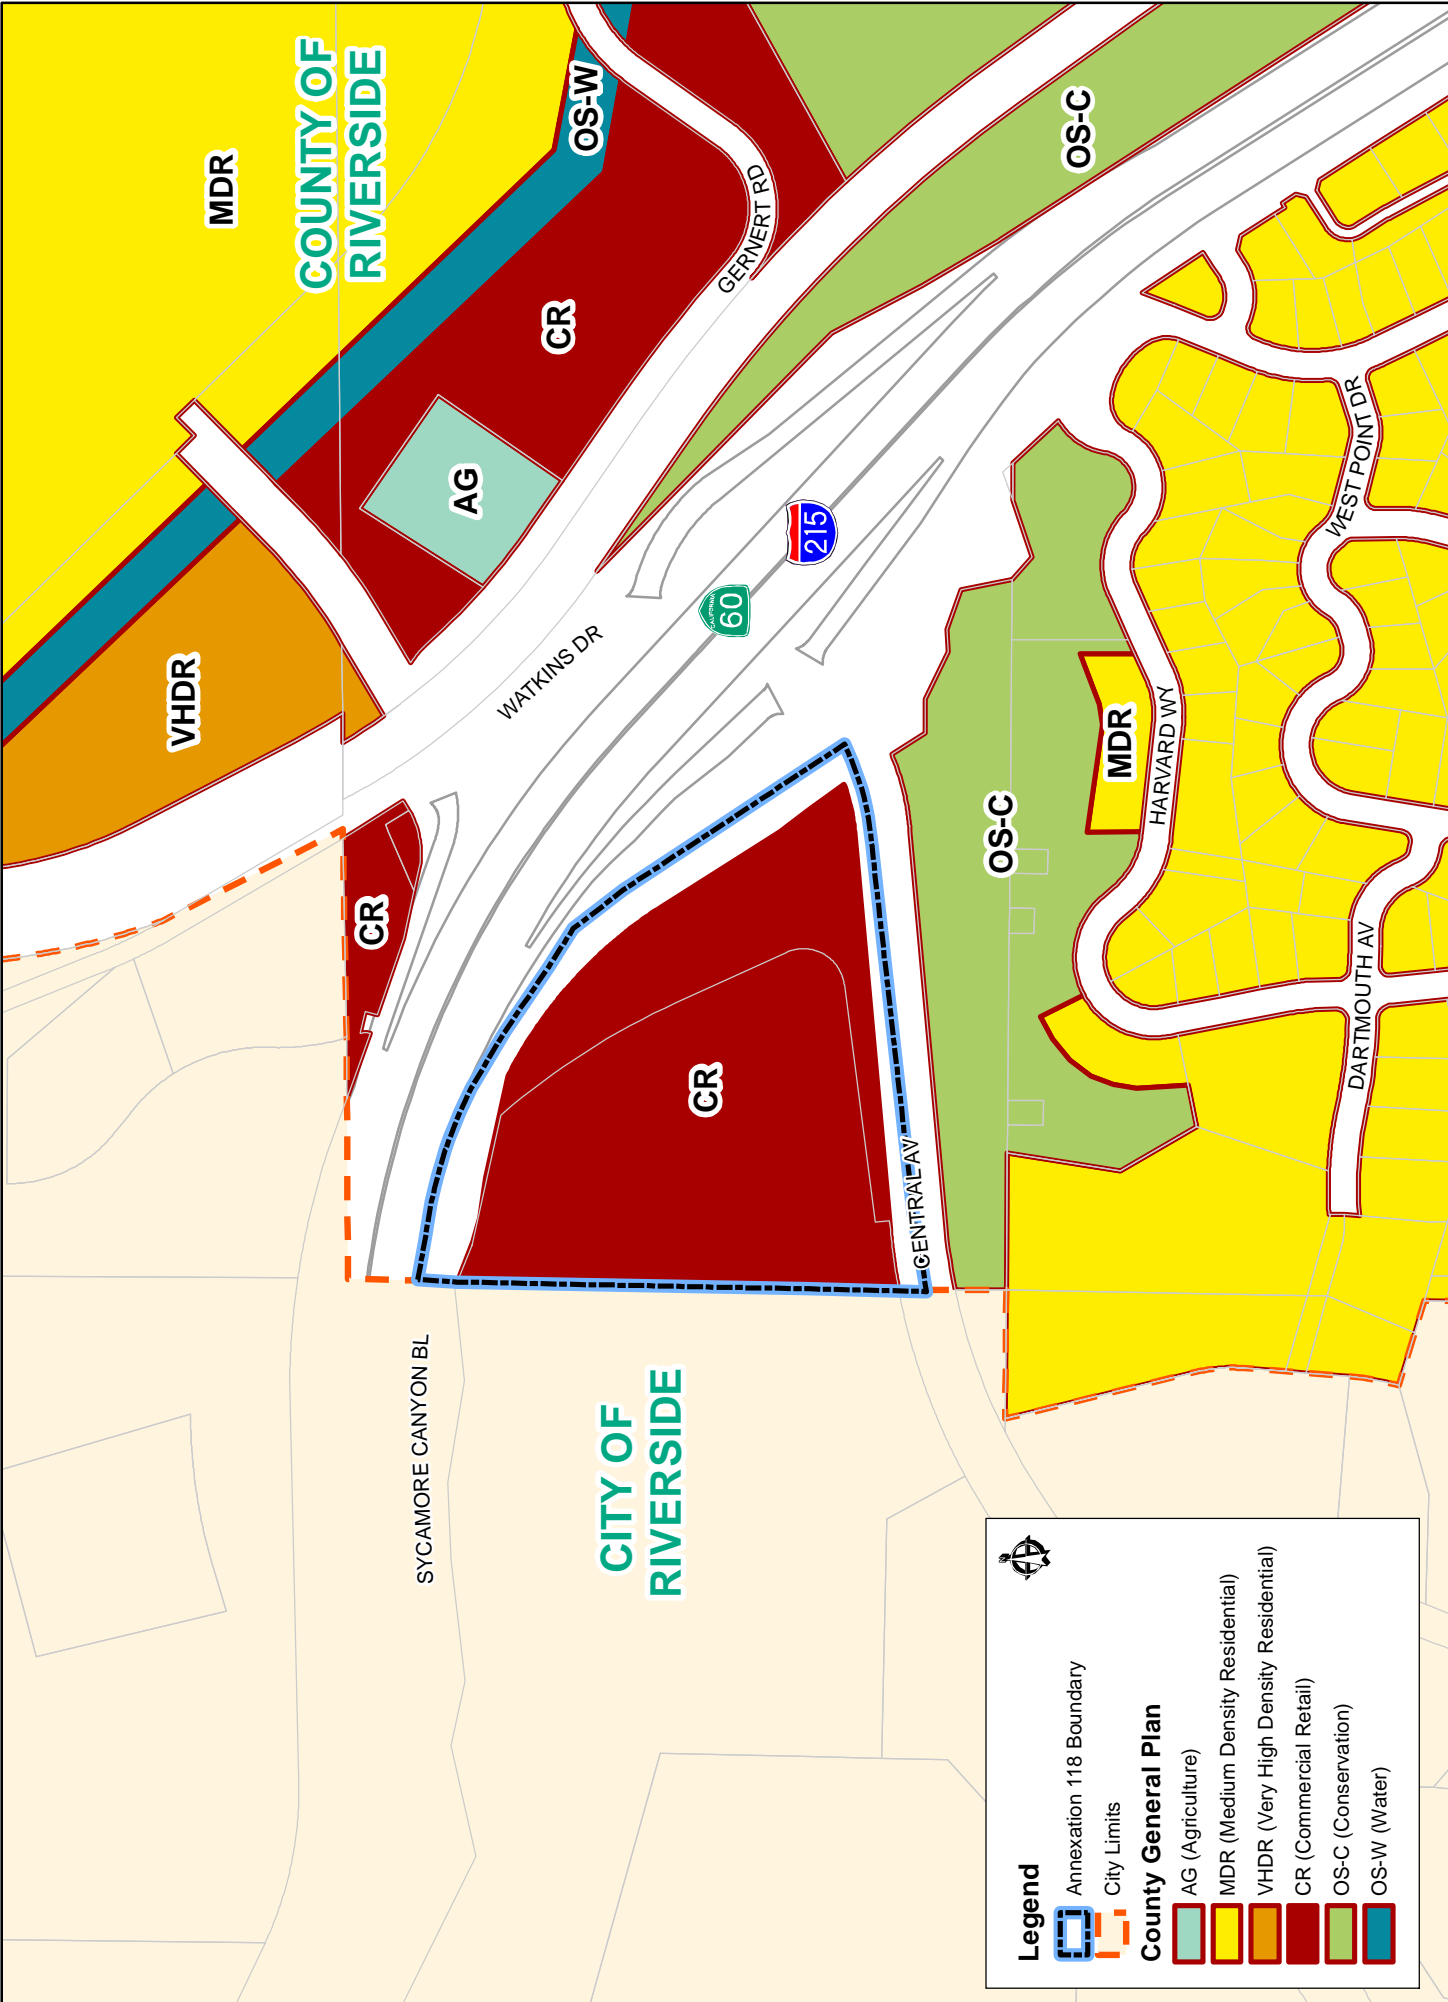 MDR
COUNTY OF
RIVERSIDE
OS-W
GERNERT RD
OS-C
CR
AG
VHDR
WATKINS DR
CALIFORNIA
60
215
CR
CR
OS-C
MDR
HARVARD WY
WEST POINT DR
DARTMOUTH AV
CENTRAL AV
SYCAMORE CANYON BL
CITY OF
RIVERSIDE
Legend
Annexation 118 Boundary
City Limits
County General Plan
AG (Agriculture)
MDR (Medium Density Residential)
VHDR (Very High Density Residential)
CR (Commercial Retail)
OS-C (Conservation)
OS-W (Water)